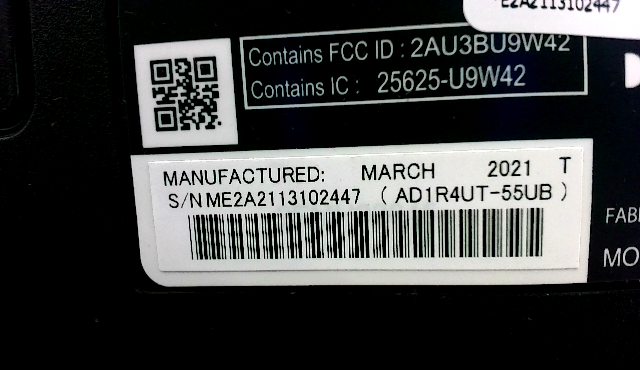 *E2A2113102447
Contains FCC ID : 2AU3BU9W42
Contains IC : 25625-U9W42
MANUFACTURED: MARCH 2021 T
S/N ME2A2113102447 ( AD1R4UT-55UB )
FAB
MO